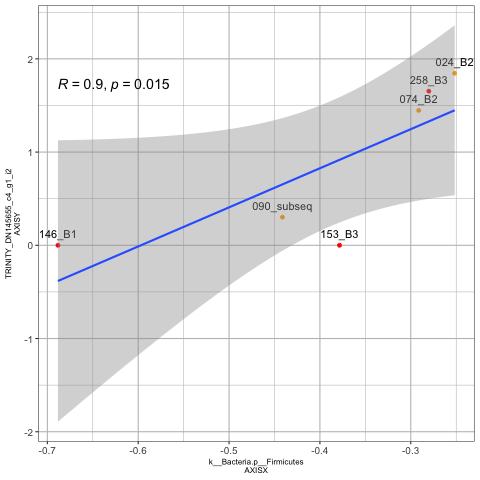 024_B2
258_B3
R = 0.9, p = 0.015
074_B2
090_subseq
146_B1
153_B3
2
1
0
-1
-2
-0.7 -0.6 -0.5 -0.4 -0.3
k__Bacteria.p__Firmicutes
AXISX
TRINITY_DN145655_c4_g1_i2
AXISY